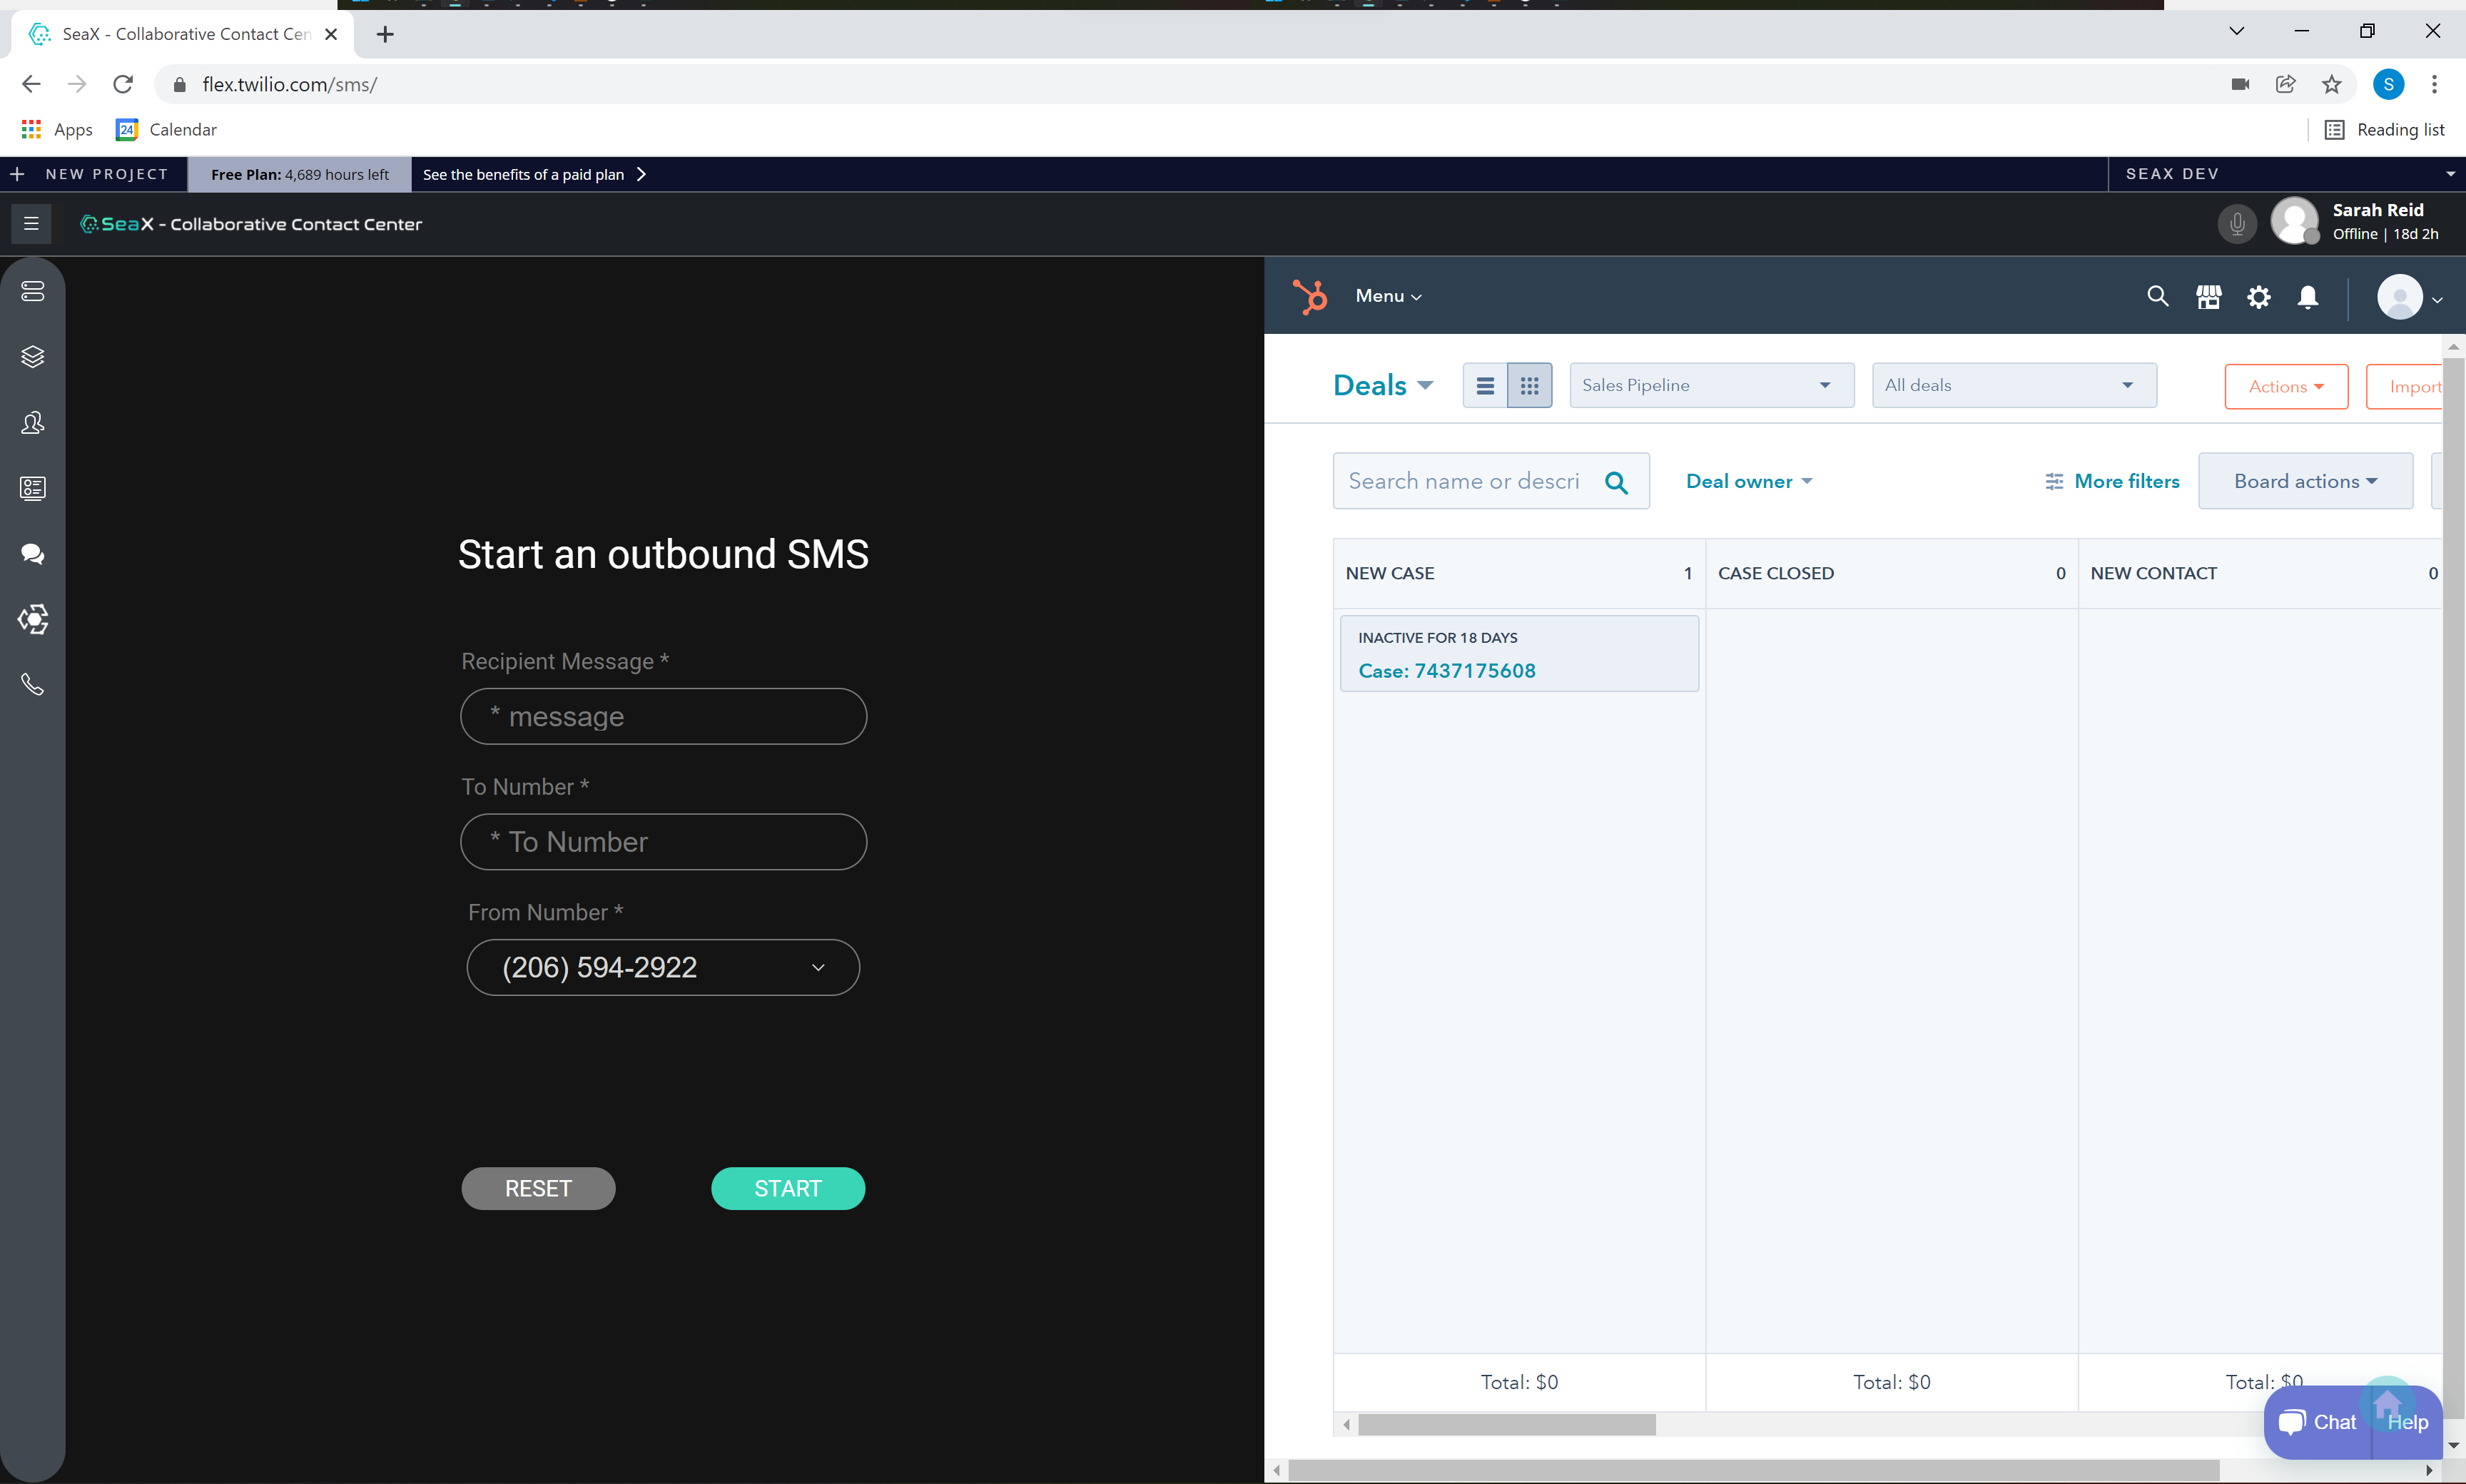 SeaX - Collaborative Contact Cen
flex.twilio.com/sms/
S
Apps
24
Calendar
Reading list
NEW PROJECT
Free Plan: 4,689 hours left
See the benefits of a paid plan
SEAX DEV
SeaX - Collaborative Contact Center
Sarah Reid
Offline | 18d 2h
Menu
Deals
Sales Pipeline
All deals
Actions
Import
Search name or descri
Deal owner
More filters
Board actions
NEW CASE 1
CASE CLOSED 0
NEW CONTACT 0
INACTIVE FOR 18 DAYS
Case: 7437175608
Total: $0
Total: $0
Total: $0
Chat
Help
Start an outbound SMS
Recipient Message *
* message
To Number *
* To Number
From Number *
(206) 594-2922
RESET
START